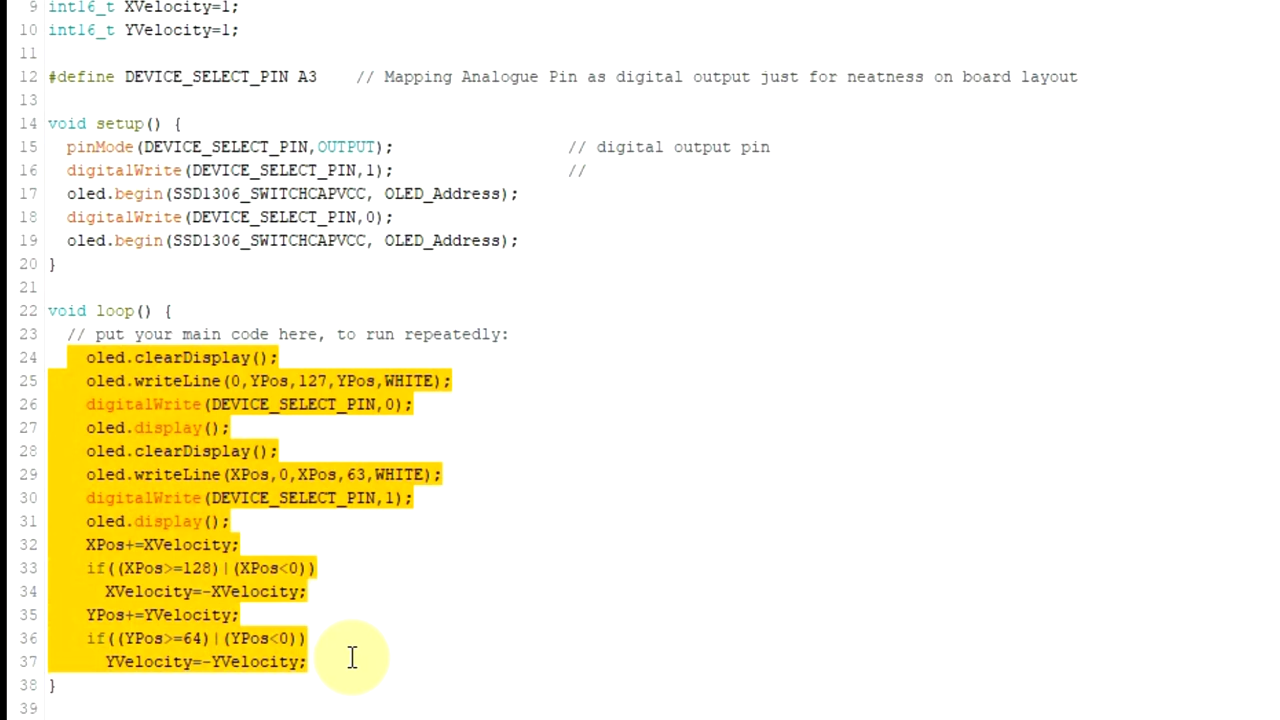 9 int16_t XVelocity=1;
10 int16_t YVelocity=1;
11
12 #define DEVICE_SELECT_PIN A3 // Mapping Analogue Pin as digital output just for neatness on board layout
13
14 void setup() {
15 pinMode(DEVICE_SELECT_PIN,OUTPUT); // digital output pin
16 digitalWrite(DEVICE_SELECT_PIN,1); //
17 oled.begin(SSD1306_SWITCHCAPVCC, OLED_Address);
18 digitalWrite(DEVICE_SELECT_PIN,0);
19 oled.begin(SSD1306_SWITCHCAPVCC, OLED_Address);
20 }
21
22 void loop() {
23 // put your main code here, to run repeatedly:
24 oled.clearDisplay();
25 oled.writeLine(0,YPos,127,YPos,WHITE);
26 digitalWrite(DEVICE_SELECT_PIN,0);
27 oled.display();
28 oled.clearDisplay();
29 oled.writeLine(XPos,0,XPos,63,WHITE);
30 digitalWrite(DEVICE_SELECT_PIN,1);
31 oled.display();
32 XPos+=XVelocity;
33 if((XPos>=128)|(XPos<0))
34 XVelocity=-XVelocity;
35 YPos+=YVelocity;
36 if((YPos>=64)|(YPos<0))
37 YVelocity=-YVelocity;
38 }
39